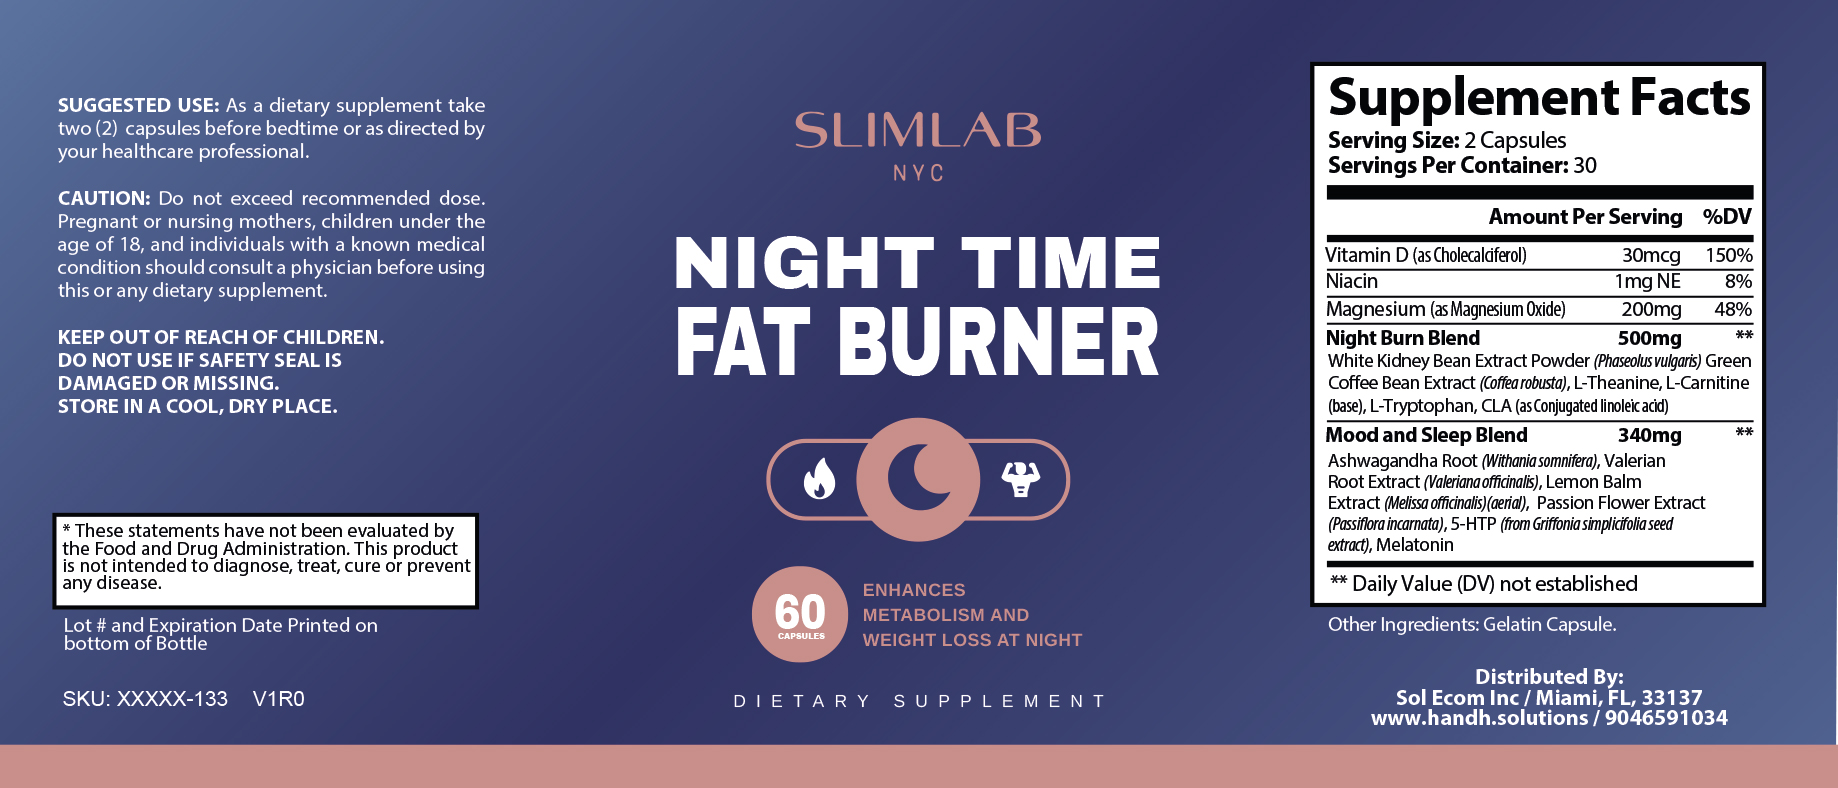 SUGGESTED USE: As a dietary supplement take
two (2) capsules before bedtime or as directed by
your healthcare professional.
CAUTION: Do not exceed recommended dose.
Pregnant or nursing mothers, children under the
age of 18, and individuals with a known medical
condition should consult a physician before using
this or any dietary supplement.
KEEP OUT OF REACH OF CHILDREN.
DO NOT USE IF SAFETY SEAL IS
DAMAGED OR MISSING.
STORE IN A COOL, DRY PLACE.
* These statements have not been evaluated by
the Food and Drug Administration. This product
is not intended to diagnose, treat, cure or prevent
any disease.
Lot # and Expiration Date Printed on
bottom of Bottle
SKU: XXXXX-133 V1R0
SLIMLAB
NYC
NIGHT TIME
FAT BURNER
60
CAPSULES
ENHANCES
METABOLISM AND
WEIGHT LOSS AT NIGHT
DIETARY SUPPLEMENT
Supplement Facts
Serving Size: 2 Capsules
Servings Per Container: 30
Amount Per Serving %DV
Vitamin D (as Cholecalciferol) 30mcg 150%
Niacin 1mg NE 8%
Magnesium (as Magnesium Oxide) 200mg 48%
Night Burn Blend 500mg **
White Kidney Bean Extract Powder (Phaseolus vulgaris) Green
Coffee Bean Extract (Coffea robusta), L-Theanine, L-Carnitine
(base), L-Tryptophan, CLA (as Conjugated linoleic acid)
Mood and Sleep Blend 340mg **
Ashwagandha Root (Withania somnifera), Valerian
Root Extract (Valeriana officinalis), Lemon Balm
Extract (Melissa officinalis)(aerial), Passion Flower Extract
(Passiflora incarnata), 5-HTP (from Griffonia simplicifolia seed
extract), Melatonin
** Daily Value (DV) not established
Other Ingredients: Gelatin Capsule.
Distributed By:
Sol Ecom Inc / Miami, FL, 33137
www.handh.solutions / 9046591034